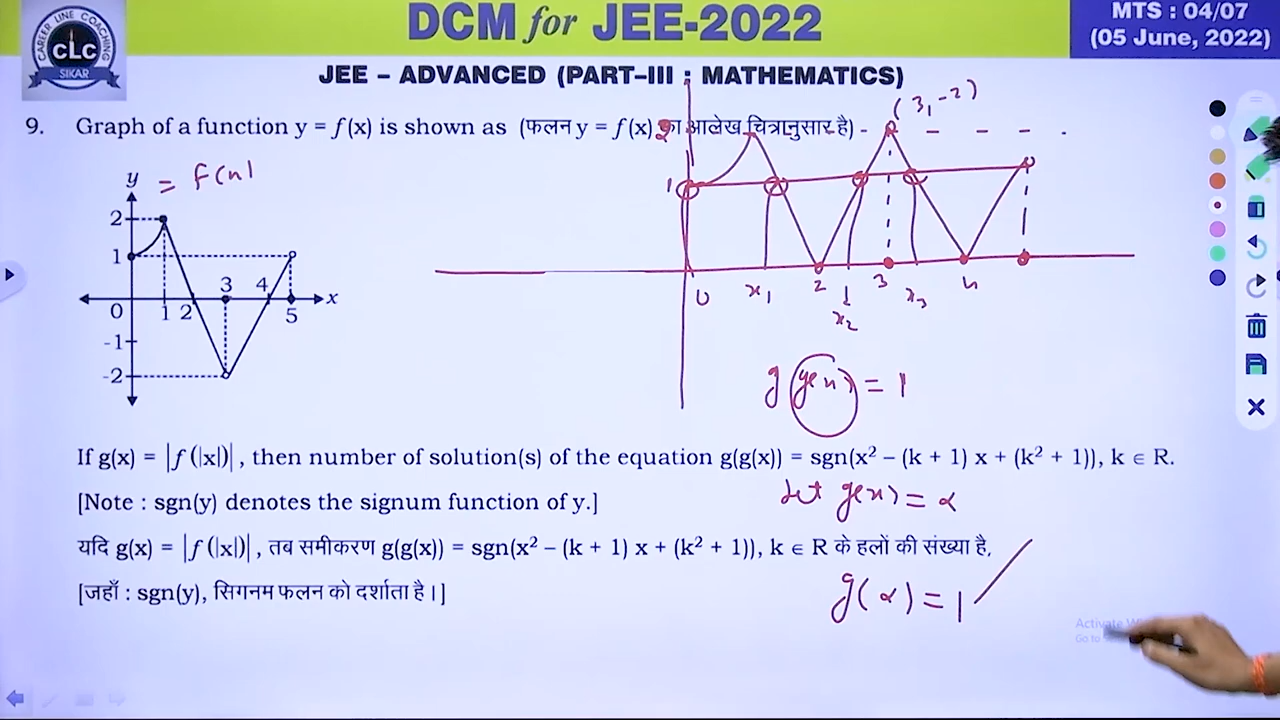 DCM for JEE-2022
MTS : 04/07
(05 June, 2022)
CAREER LINE COACHING
CLC
SIKAR
JEE – ADVANCED (PART–III : MATHEMATICS)
9. Graph of a function y = f(x) is shown as (फलन y = f(x) का आलेख चित्रानुसार है)
(3,-2)
y = f(x)
2
1
1
3 4
0 1 2 5 x
-1
-2
0 x₁ 2 x₂ 3 x₃ 4
g(g(x)) = 1
If g(x) = |f(|x|)|, then number of solution(s) of the equation g(g(x)) = sgn(x² – (k + 1) x + (k² + 1)), k ∈ R.
[Note : sgn(y) denotes the signum function of y.]
let g(x) = α
यदि g(x) = |f(|x|)|, तब समीकरण g(g(x)) = sgn(x² – (k + 1) x + (k² + 1)), k ∈ R के हलों की संख्या है,
[जहाँ : sgn(y), सिगनम फलन को दर्शाता है।]
g(α) = 1
Activate
Go to